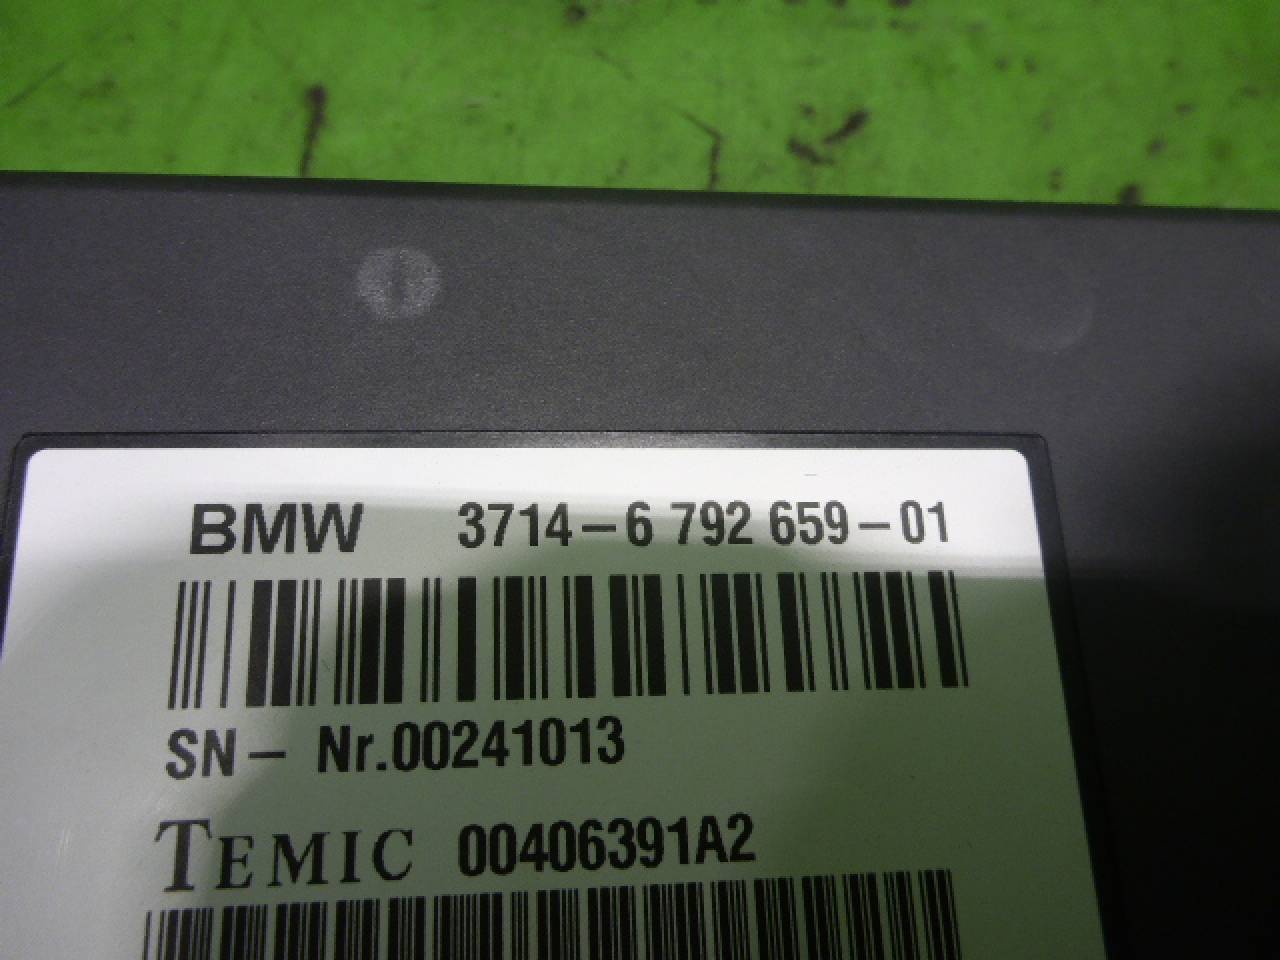 BMW 3714-6 792 659-01
SN- Nr.00241013
TEMIC 00406391A2